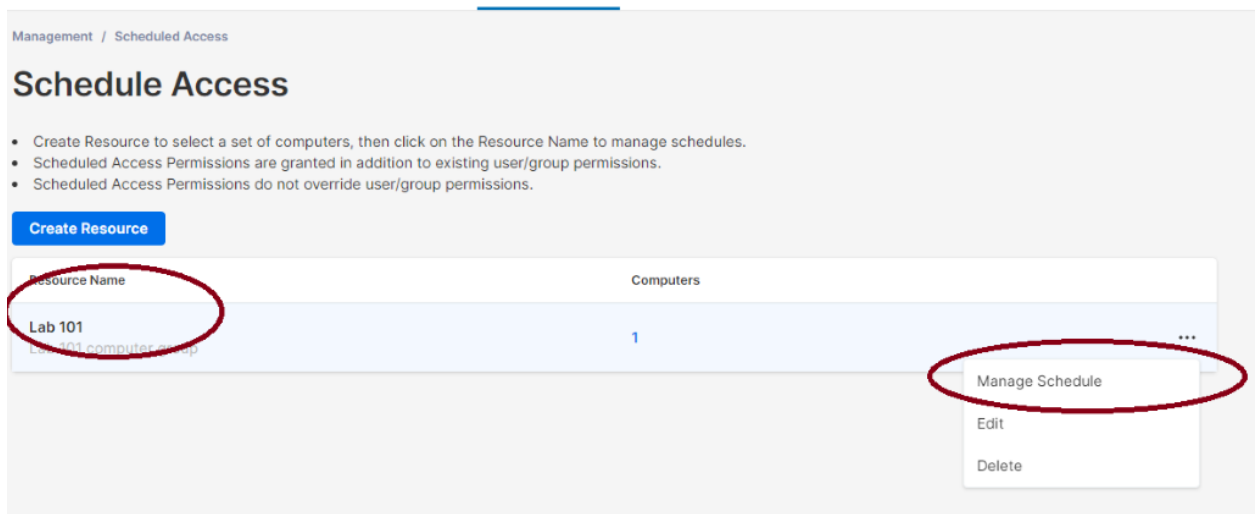 Management / Scheduled Access
Schedule Access
• Create Resource to select a set of computers, then click on the Resource Name to manage schedules.
• Scheduled Access Permissions are granted in addition to existing user/group permissions.
• Scheduled Access Permissions do not override user/group permissions.
Create Resource
Resource Name Computers
Lab 101
Lab 101 computer group
1 ...
Manage Schedule
Edit
Delete